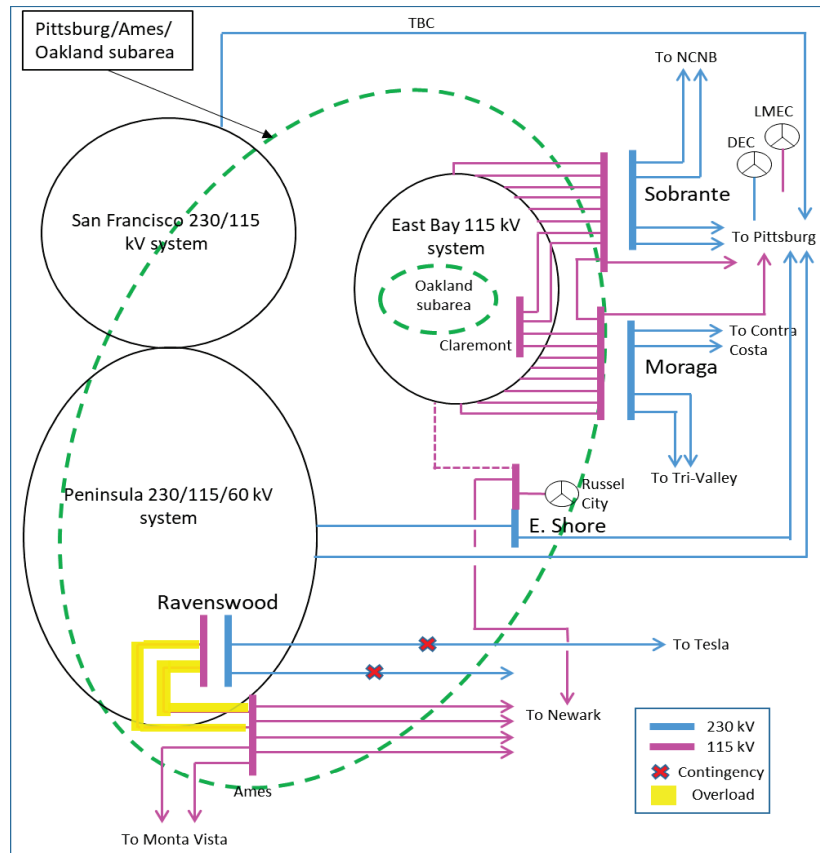 Pittsburg/Ames/
Oakland subarea
TBC
To NCNB
LMEC
DEC
Sobrante
San Francisco 230/115
kV system
East Bay 115 kV
system
To Pittsburg
Oakland
subarea
Claremont
To Contra
Costa
Moraga
To Tri-Valley
Peninsula 230/115/60 kV
system
Russel
City
E. Shore
Ravenswood
To Tesla
To Newark
230 kV
115 kV
Contingency
Overload
Ames
To Monta Vista